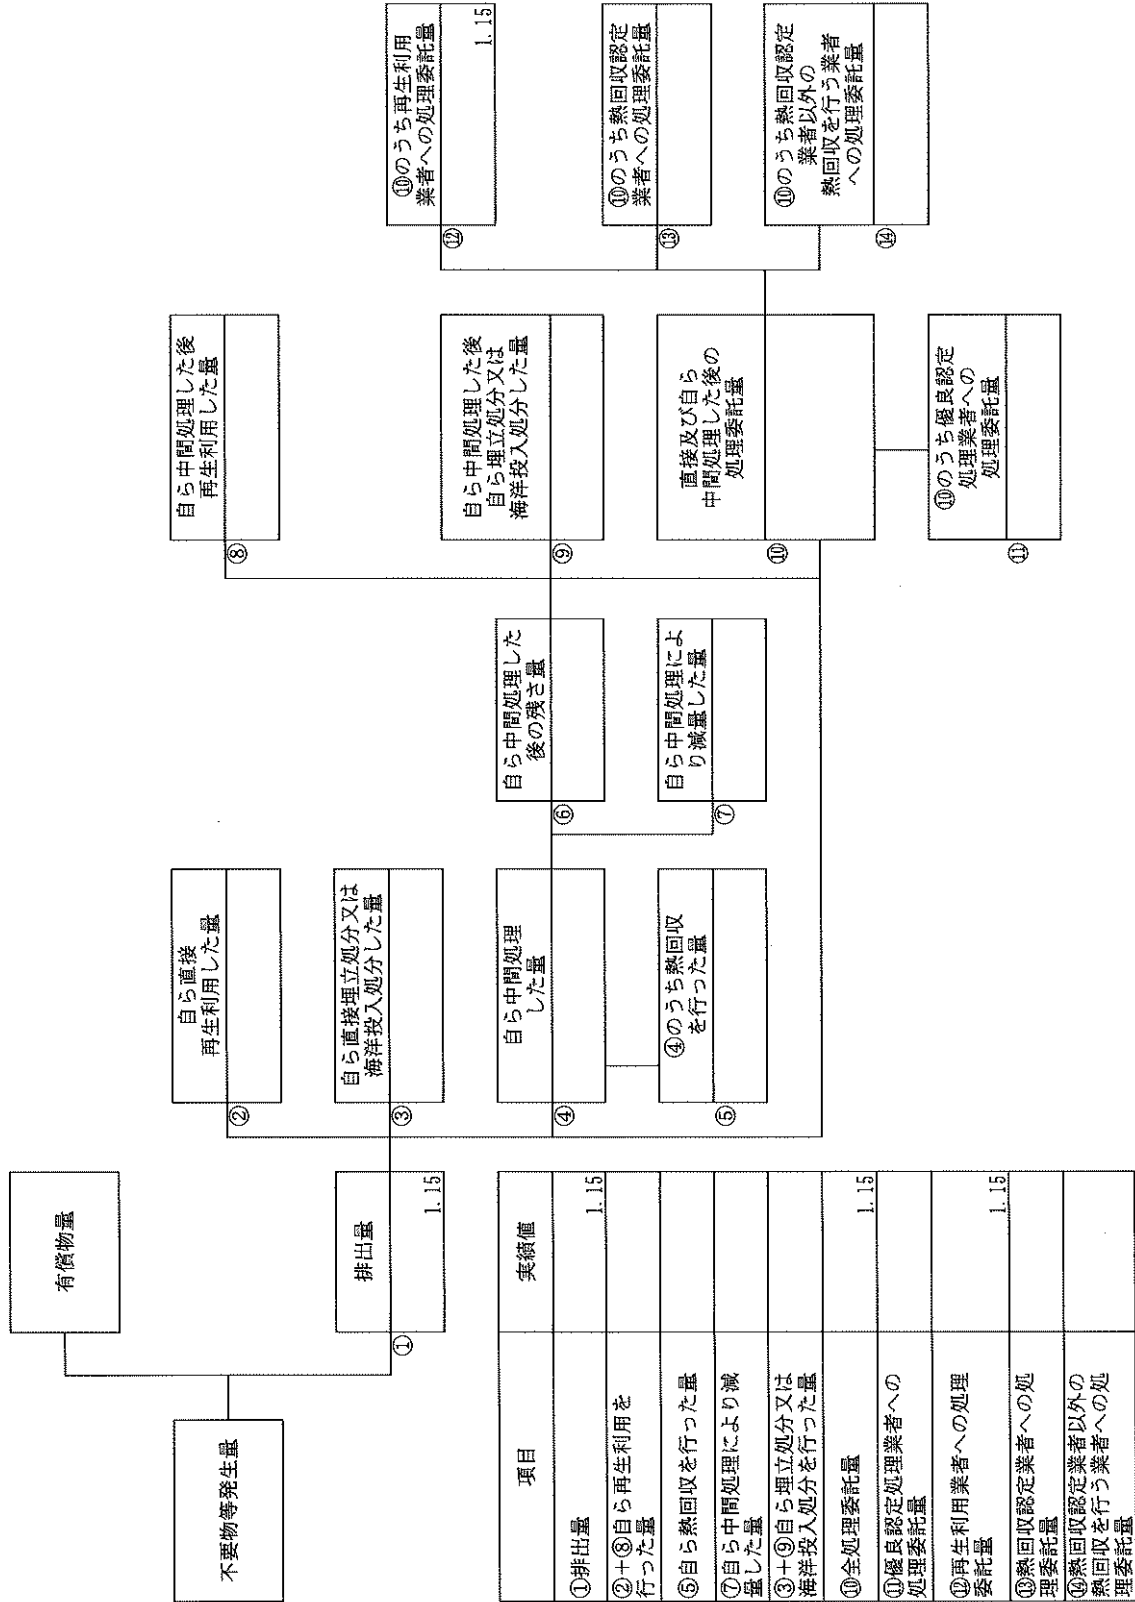 不要物等発生量
有償物量
排出量
①
1.15
自ら直接
再生利用した量
②
自ら直接埋立処分又は
海洋投入処分した量
③
自ら中間処理
した量
④
④のうち熱回収
を行った量
⑤
自ら中間処理した
後の残さ量
⑥
自ら中間処理によ
り減量した量
⑦
自ら中間処理した後
再生利用した量
⑧
自ら中間処理した後
自ら埋立処分又は
海洋投入処分した量
⑨
直接及び自ら
中間処理した後の
処理委託量
⑩
⑩のうち優良認定
処理業者への
処理委託量
⑪
⑩のうち再生利用
業者への処理委託量
⑫
1.15
⑩のうち熱回収認定
業者への処理委託量
⑬
⑩のうち熱回収認定
業者以外の
熱回収を行う業者
への処理委託量
⑭
項目
実績値
①排出量
1.15
②+⑧自ら再生利用を
行った量
⑤自ら熱回収を行った量
⑦自ら中間処理により減
量した量
③+⑨自ら埋立処分又は
海洋投入処分を行った量
⑩全処理委託量
1.15
⑪優良認定処理業者への
処理委託量
⑫再生利用業者への処理
委託量
1.15
⑬熱回収認定業者への処
理委託量
⑭熱回収認定業者以外の
熱回収を行う業者への処
理委託量